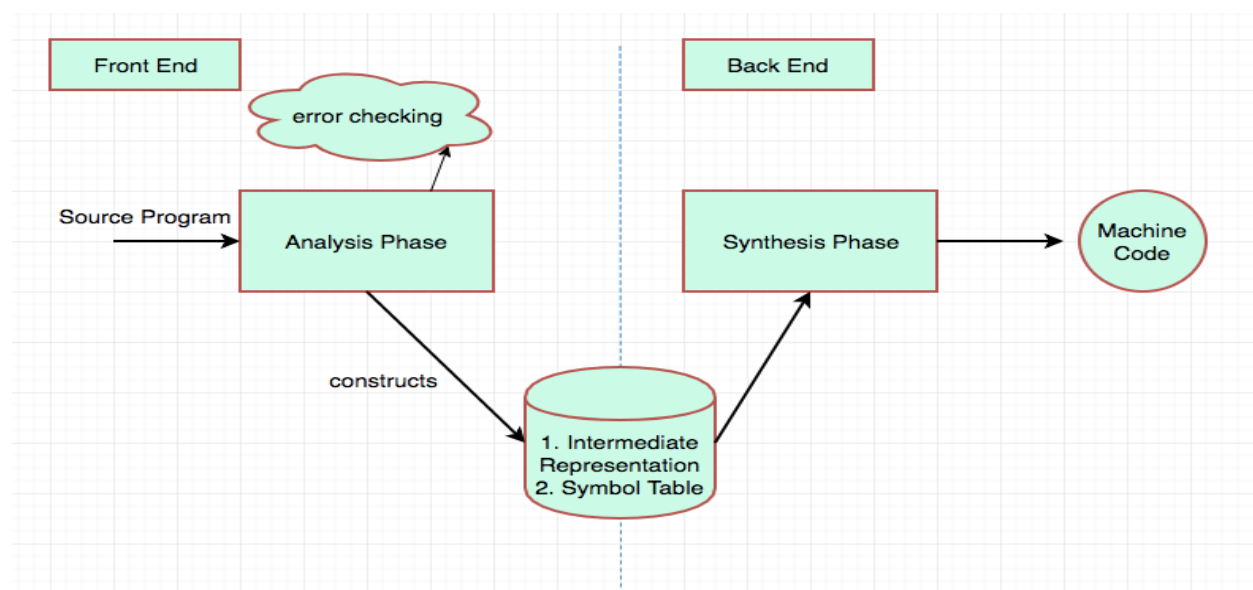 Front End
Back End
error checking
Source Program
Analysis Phase
Synthesis Phase
Machine
Code
constructs
1. Intermediate
Representation
2. Symbol Table